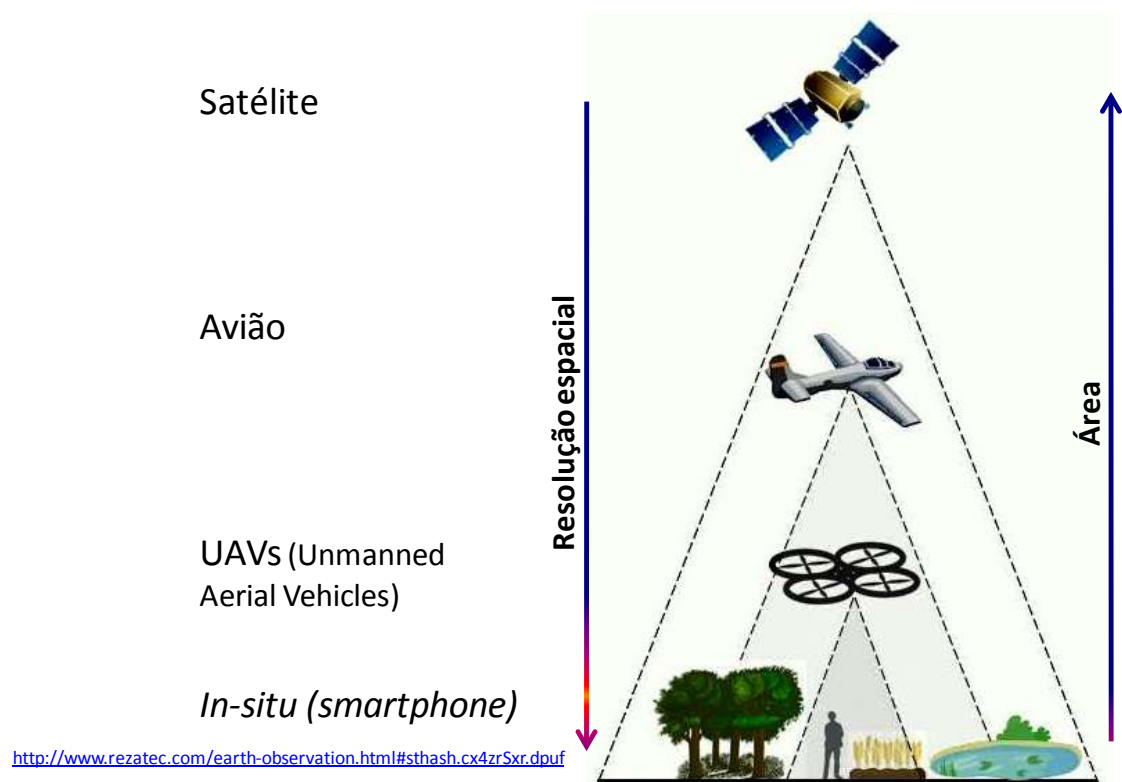 Satélite
Avião
UAVs (Unmanned
Aerial Vehicles)
In-situ (smartphone)
http://www.rezatec.com/earth-observation.html#sthash.cx4zrSxr.dpuf
Resolução espacial
Área